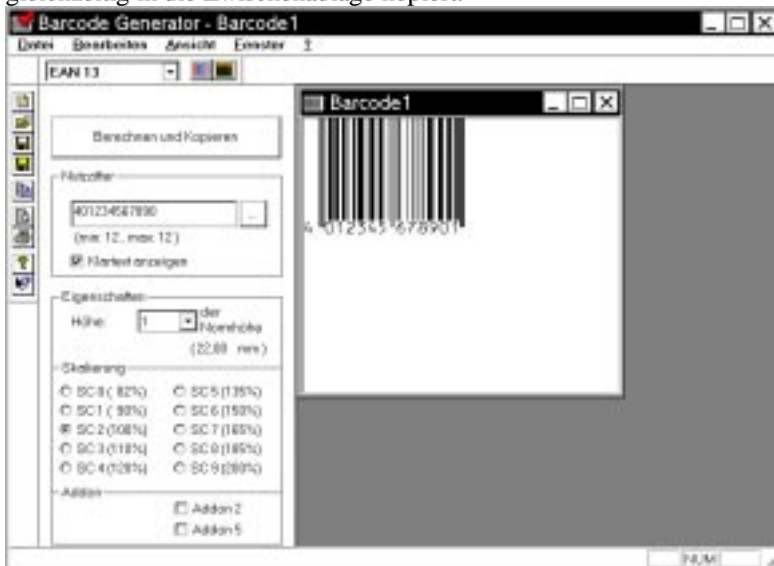 gleichzeitig in die Zwischenablage kopiert.
Barcode Generator - Barcode1
Datei Bearbeiten Ansicht Fenster ?
EAN 13
Barcode1
Berechnen und Kopieren
Nutzziffer
401234567890
...
(min: 12, max: 12)
Klartext anzeigen
4 012345 678901
Eigenschaften
Höhe: 1 der Normhöhe
(22,88 mm)
Skalierung
SC 0 ( 82%) SC 5 (135%)
SC 1 ( 90%) SC 6 (150%)
SC 2 (100%) SC 7 (165%)
SC 3 (110%) SC 8 (185%)
SC 4 (120%) SC 9 (200%)
Addon
Addon 2
Addon 5
NUM